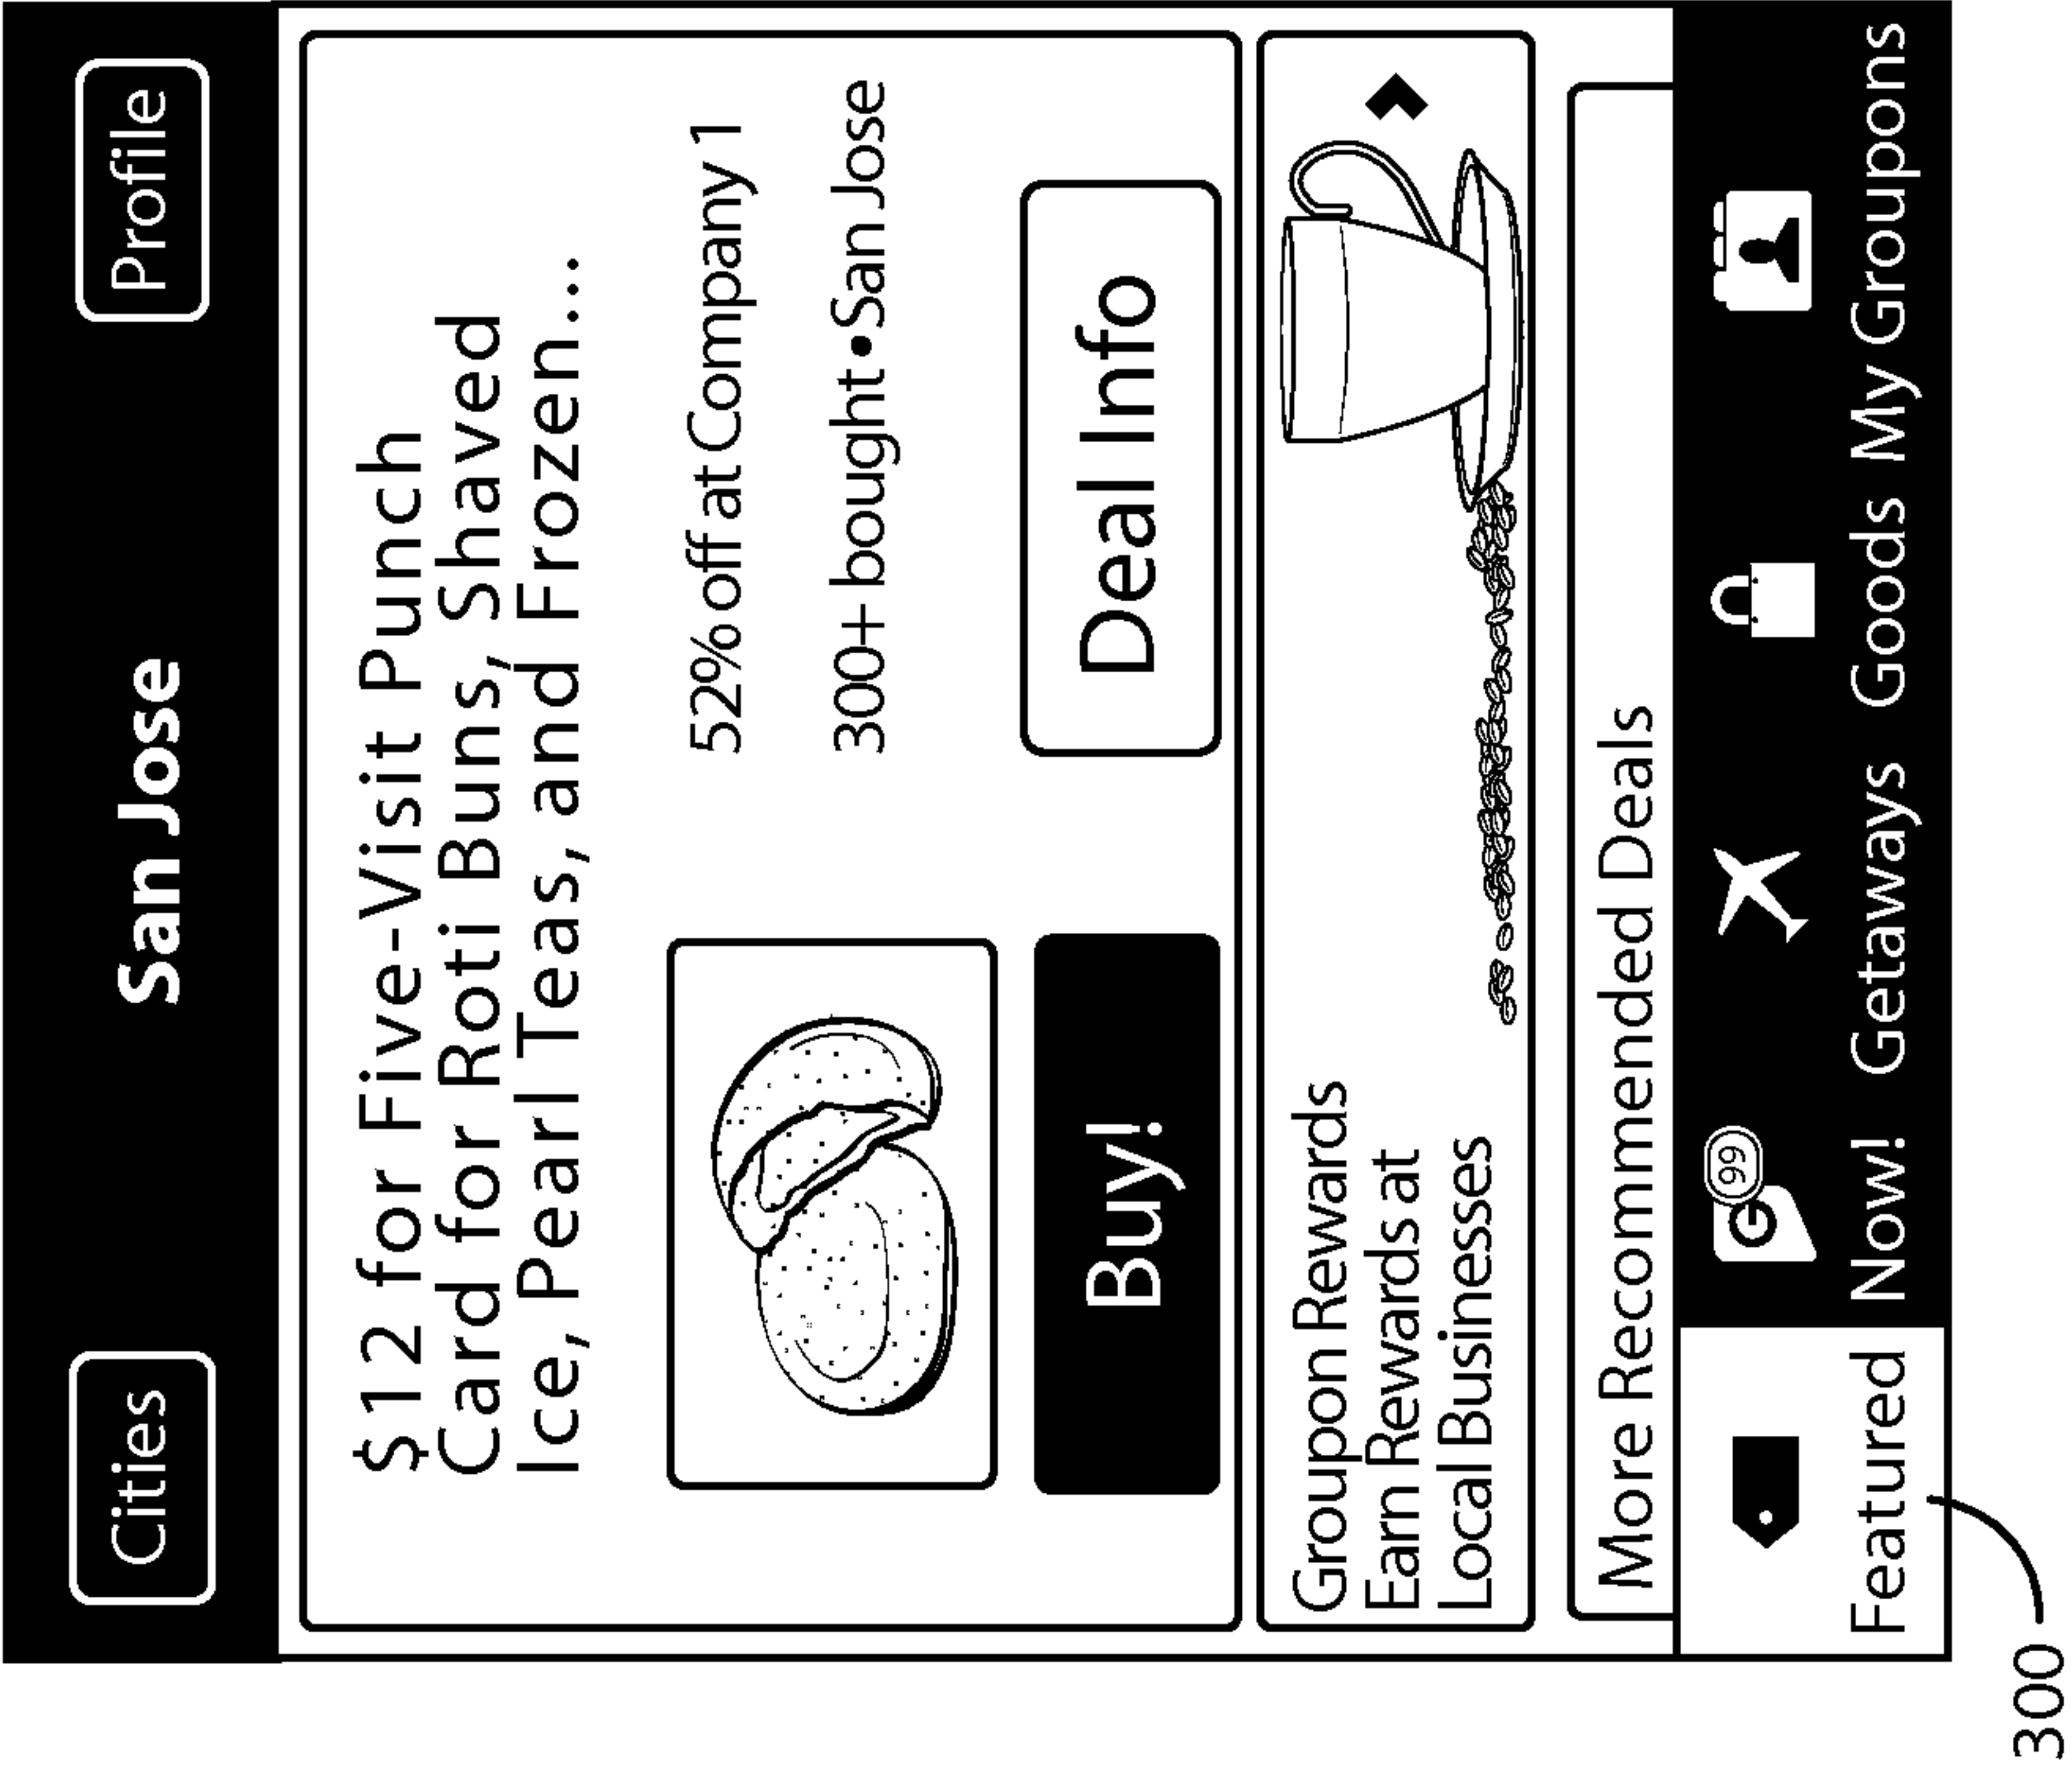 Cities San Jose Profile
$12 for Five-Visit Punch
Card for Roti Buns, Shaved
Ice, Pearl Teas, and Frozen...
52% off at Company 1
300+ bought • San Jose
Buy! Deal Info
Groupon Rewards
Earn Rewards at
Local Businesses
More Recommended Deals
G 99
Featured Now! Getaways Goods My Groupons
300